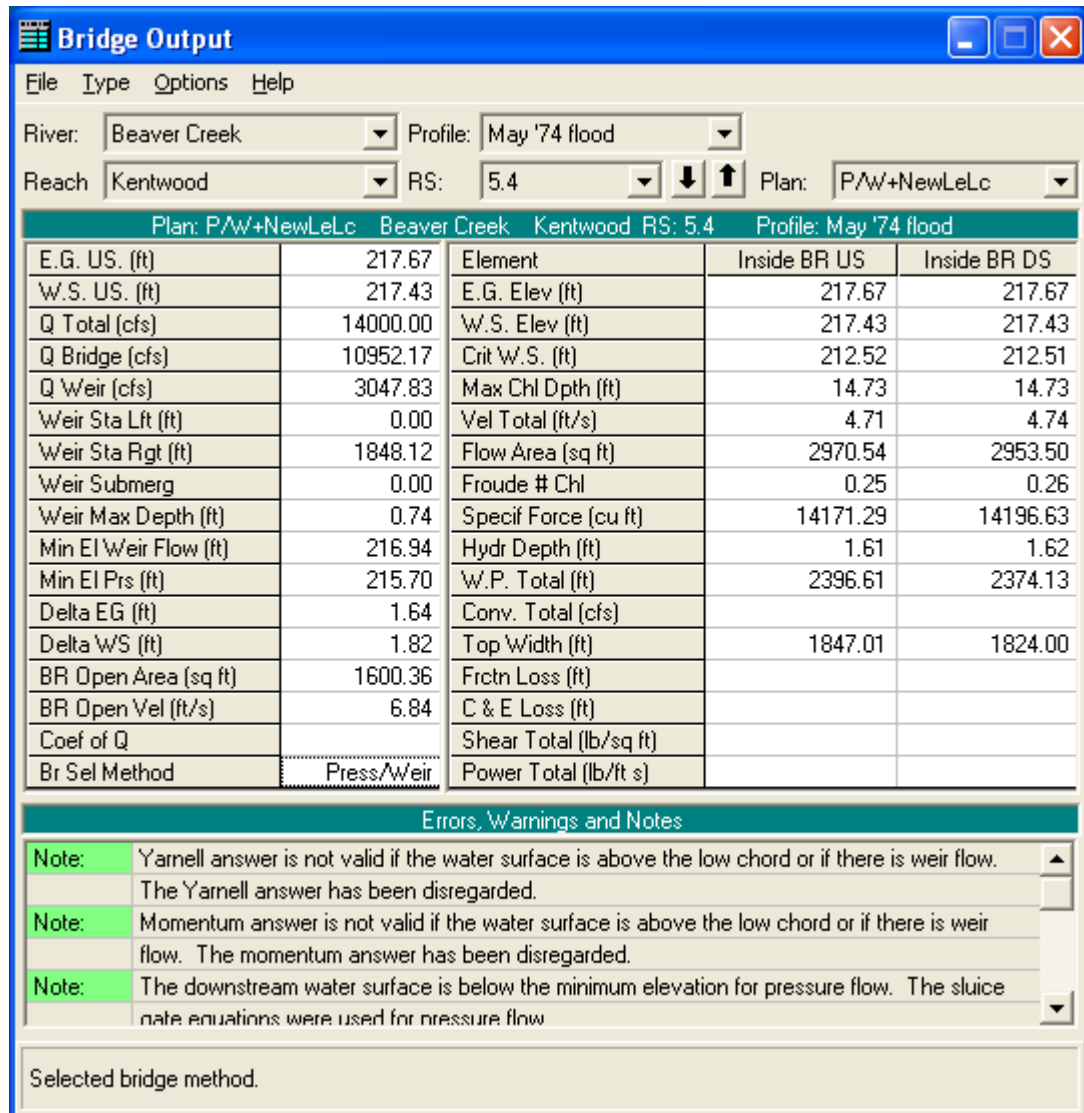 Bridge Output
File Type Options Help
River: Beaver Creek Profile: May '74 flood
Reach Kentwood RS: 5.4 Plan: P/W+NewLeLc
Plan: P/W+NewLeLc Beaver Creek Kentwood RS: 5.4 Profile: May '74 flood
E.G. US. (ft) 217.67 Element Inside BR US Inside BR DS
W.S. US. (ft) 217.43 E.G. Elev (ft) 217.67 217.67
Q Total (cfs) 14000.00 W.S. Elev (ft) 217.43 217.43
Q Bridge (cfs) 10952.17 Crit W.S. (ft) 212.52 212.51
Q Weir (cfs) 3047.83 Max Chl Dpth (ft) 14.73 14.73
Weir Sta Lft (ft) 0.00 Vel Total (ft/s) 4.71 4.74
Weir Sta Rgt (ft) 1848.12 Flow Area (sq ft) 2970.54 2953.50
Weir Submerg 0.00 Froude # Chl 0.25 0.26
Weir Max Depth (ft) 0.74 Specif Force (cu ft) 14171.29 14196.63
Min El Weir Flow (ft) 216.94 Hydr Depth (ft) 1.61 1.62
Min El Prs (ft) 215.70 W.P. Total (ft) 2396.61 2374.13
Delta EG (ft) 1.64 Conv. Total (cfs)
Delta WS (ft) 1.82 Top Width (ft) 1847.01 1824.00
BR Open Area (sq ft) 1600.36 Frctn Loss (ft)
BR Open Vel (ft/s) 6.84 C & E Loss (ft)
Coef of Q Shear Total (lb/sq ft)
Br Sel Method Press/Weir Power Total (lb/ft s)
Errors, Warnings and Notes
Note: Yarnell answer is not valid if the water surface is above the low chord or if there is weir flow.
The Yarnell answer has been disregarded.
Note: Momentum answer is not valid if the water surface is above the low chord or if there is weir
flow. The momentum answer has been disregarded.
Note: The downstream water surface is below the minimum elevation for pressure flow. The sluice
gate equations were used for pressure flow
Selected bridge method.